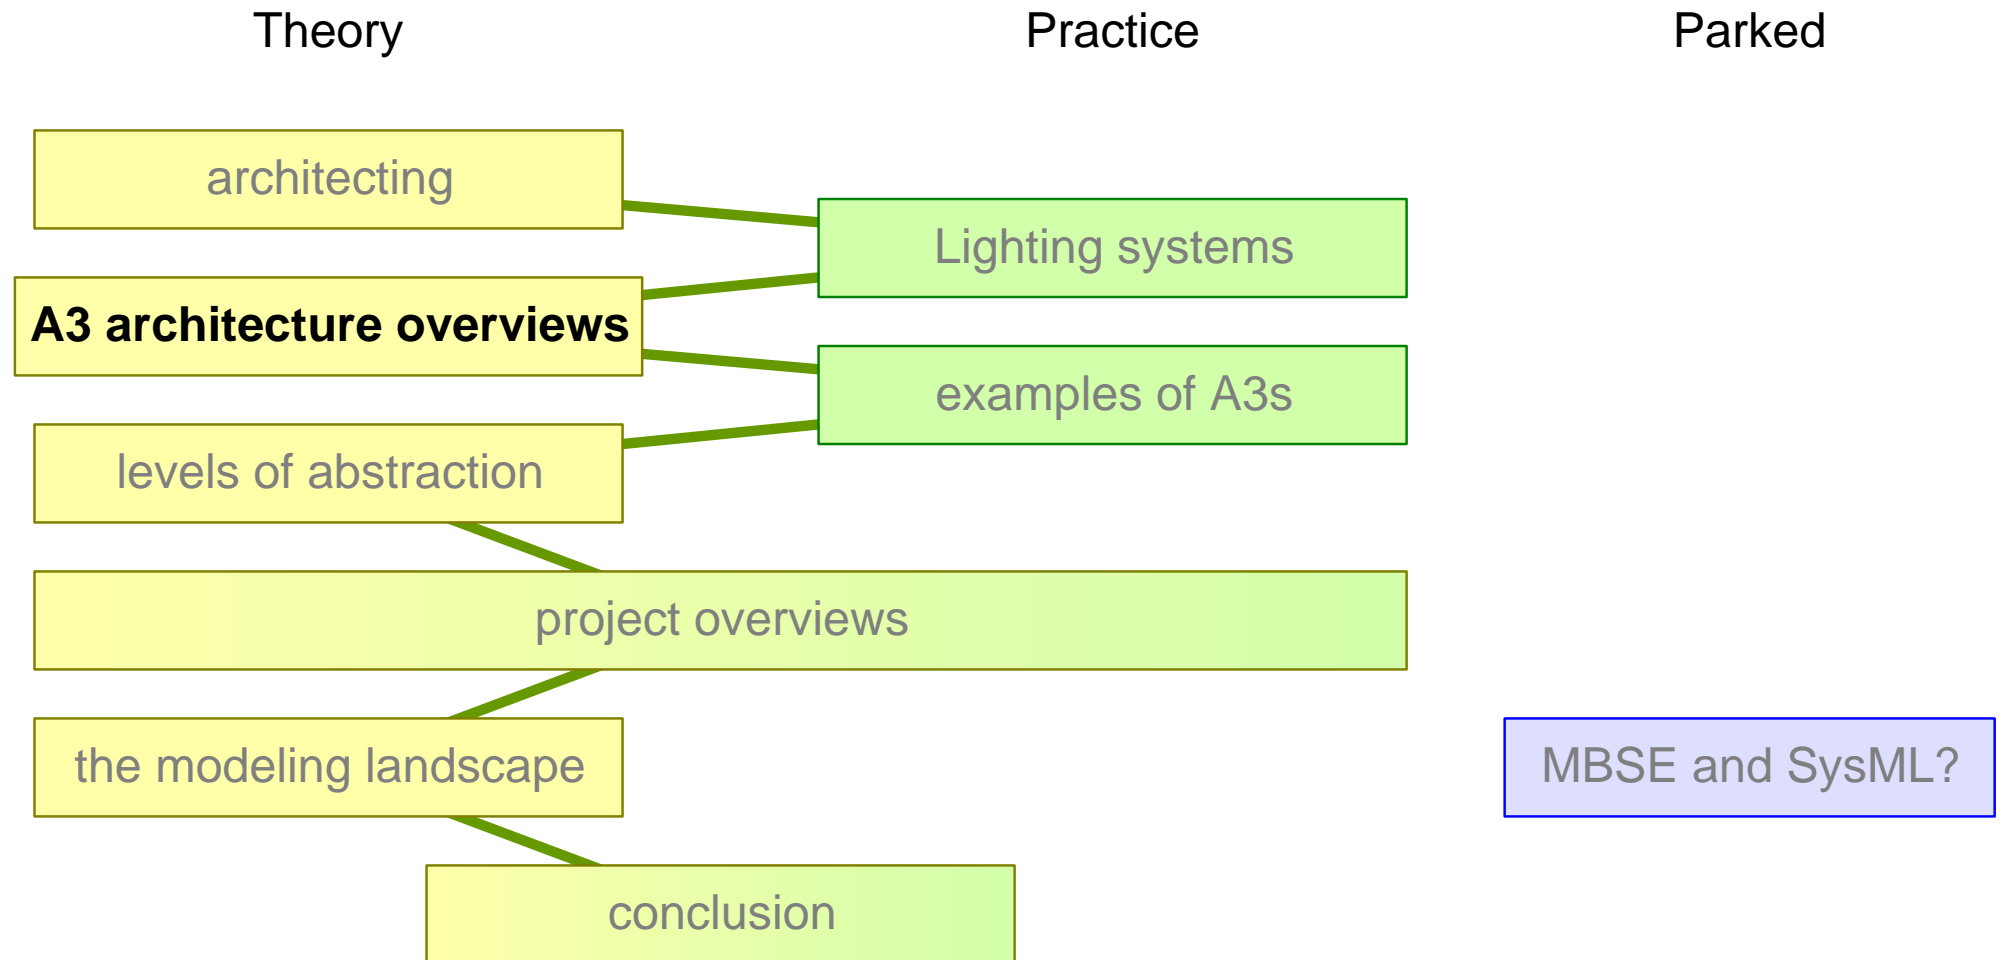 Theory
Practice
Parked
architecting
Lighting systems
A3 architecture overviews
examples of A3s
levels of abstraction
project overviews
the modeling landscape
MBSE and SysML?
conclusion